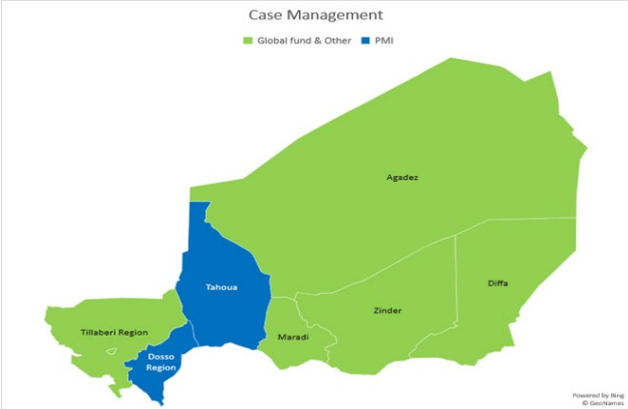 Case Management
Global fund & Other PMI
Agadez
Tahoua
Diffa
Zinder
Tillaberi Region
Maradi
Dosso
Region
Powered by Bing
© GeoNames